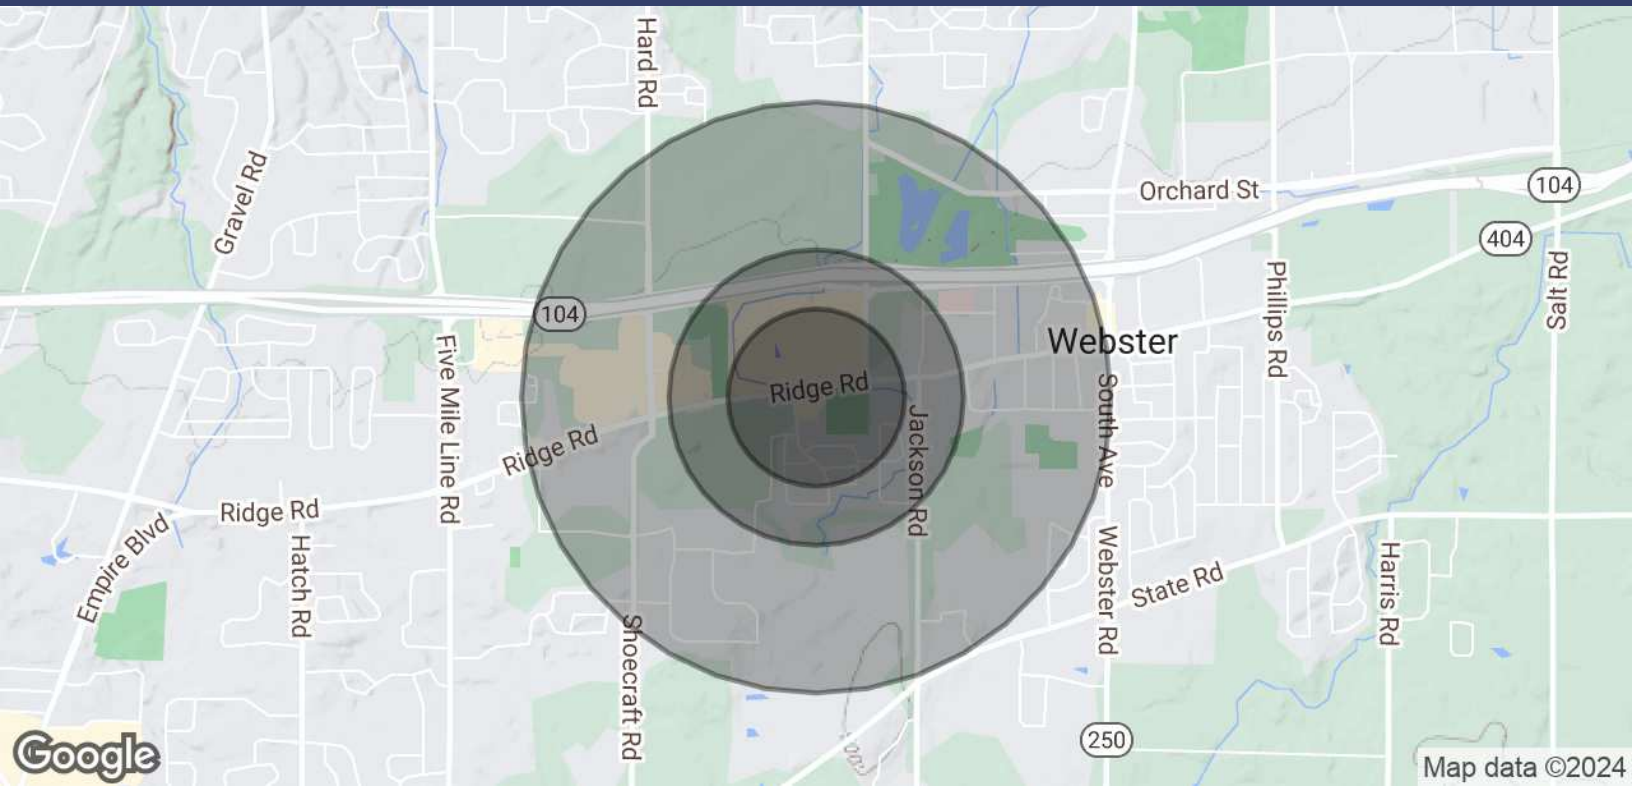 Hard Rd
Gravel Rd
Orchard St
104
404
Salt Rd
Phillips Rd
104
Webster
Five Mile Line Rd
Ridge Rd
South Ave
Jackson Rd
Ridge Rd
Ridge Rd
Empire Blvd
Hatch Rd
Webster Rd
State Rd
Harris Rd
Shoecraft Rd
250
Google
Map data ©2024